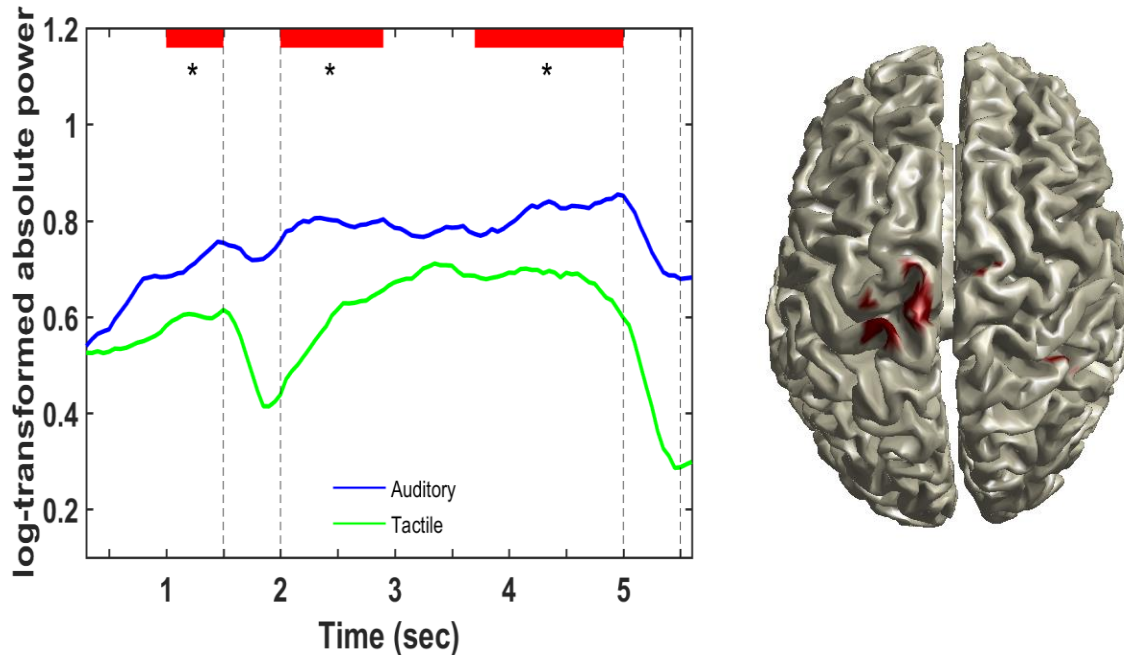 log-transformed absolute power
1.2
1
0.8
0.6
0.4
0.2
* * *
Auditory
Tactile
1 2 3 4 5
Time (sec)